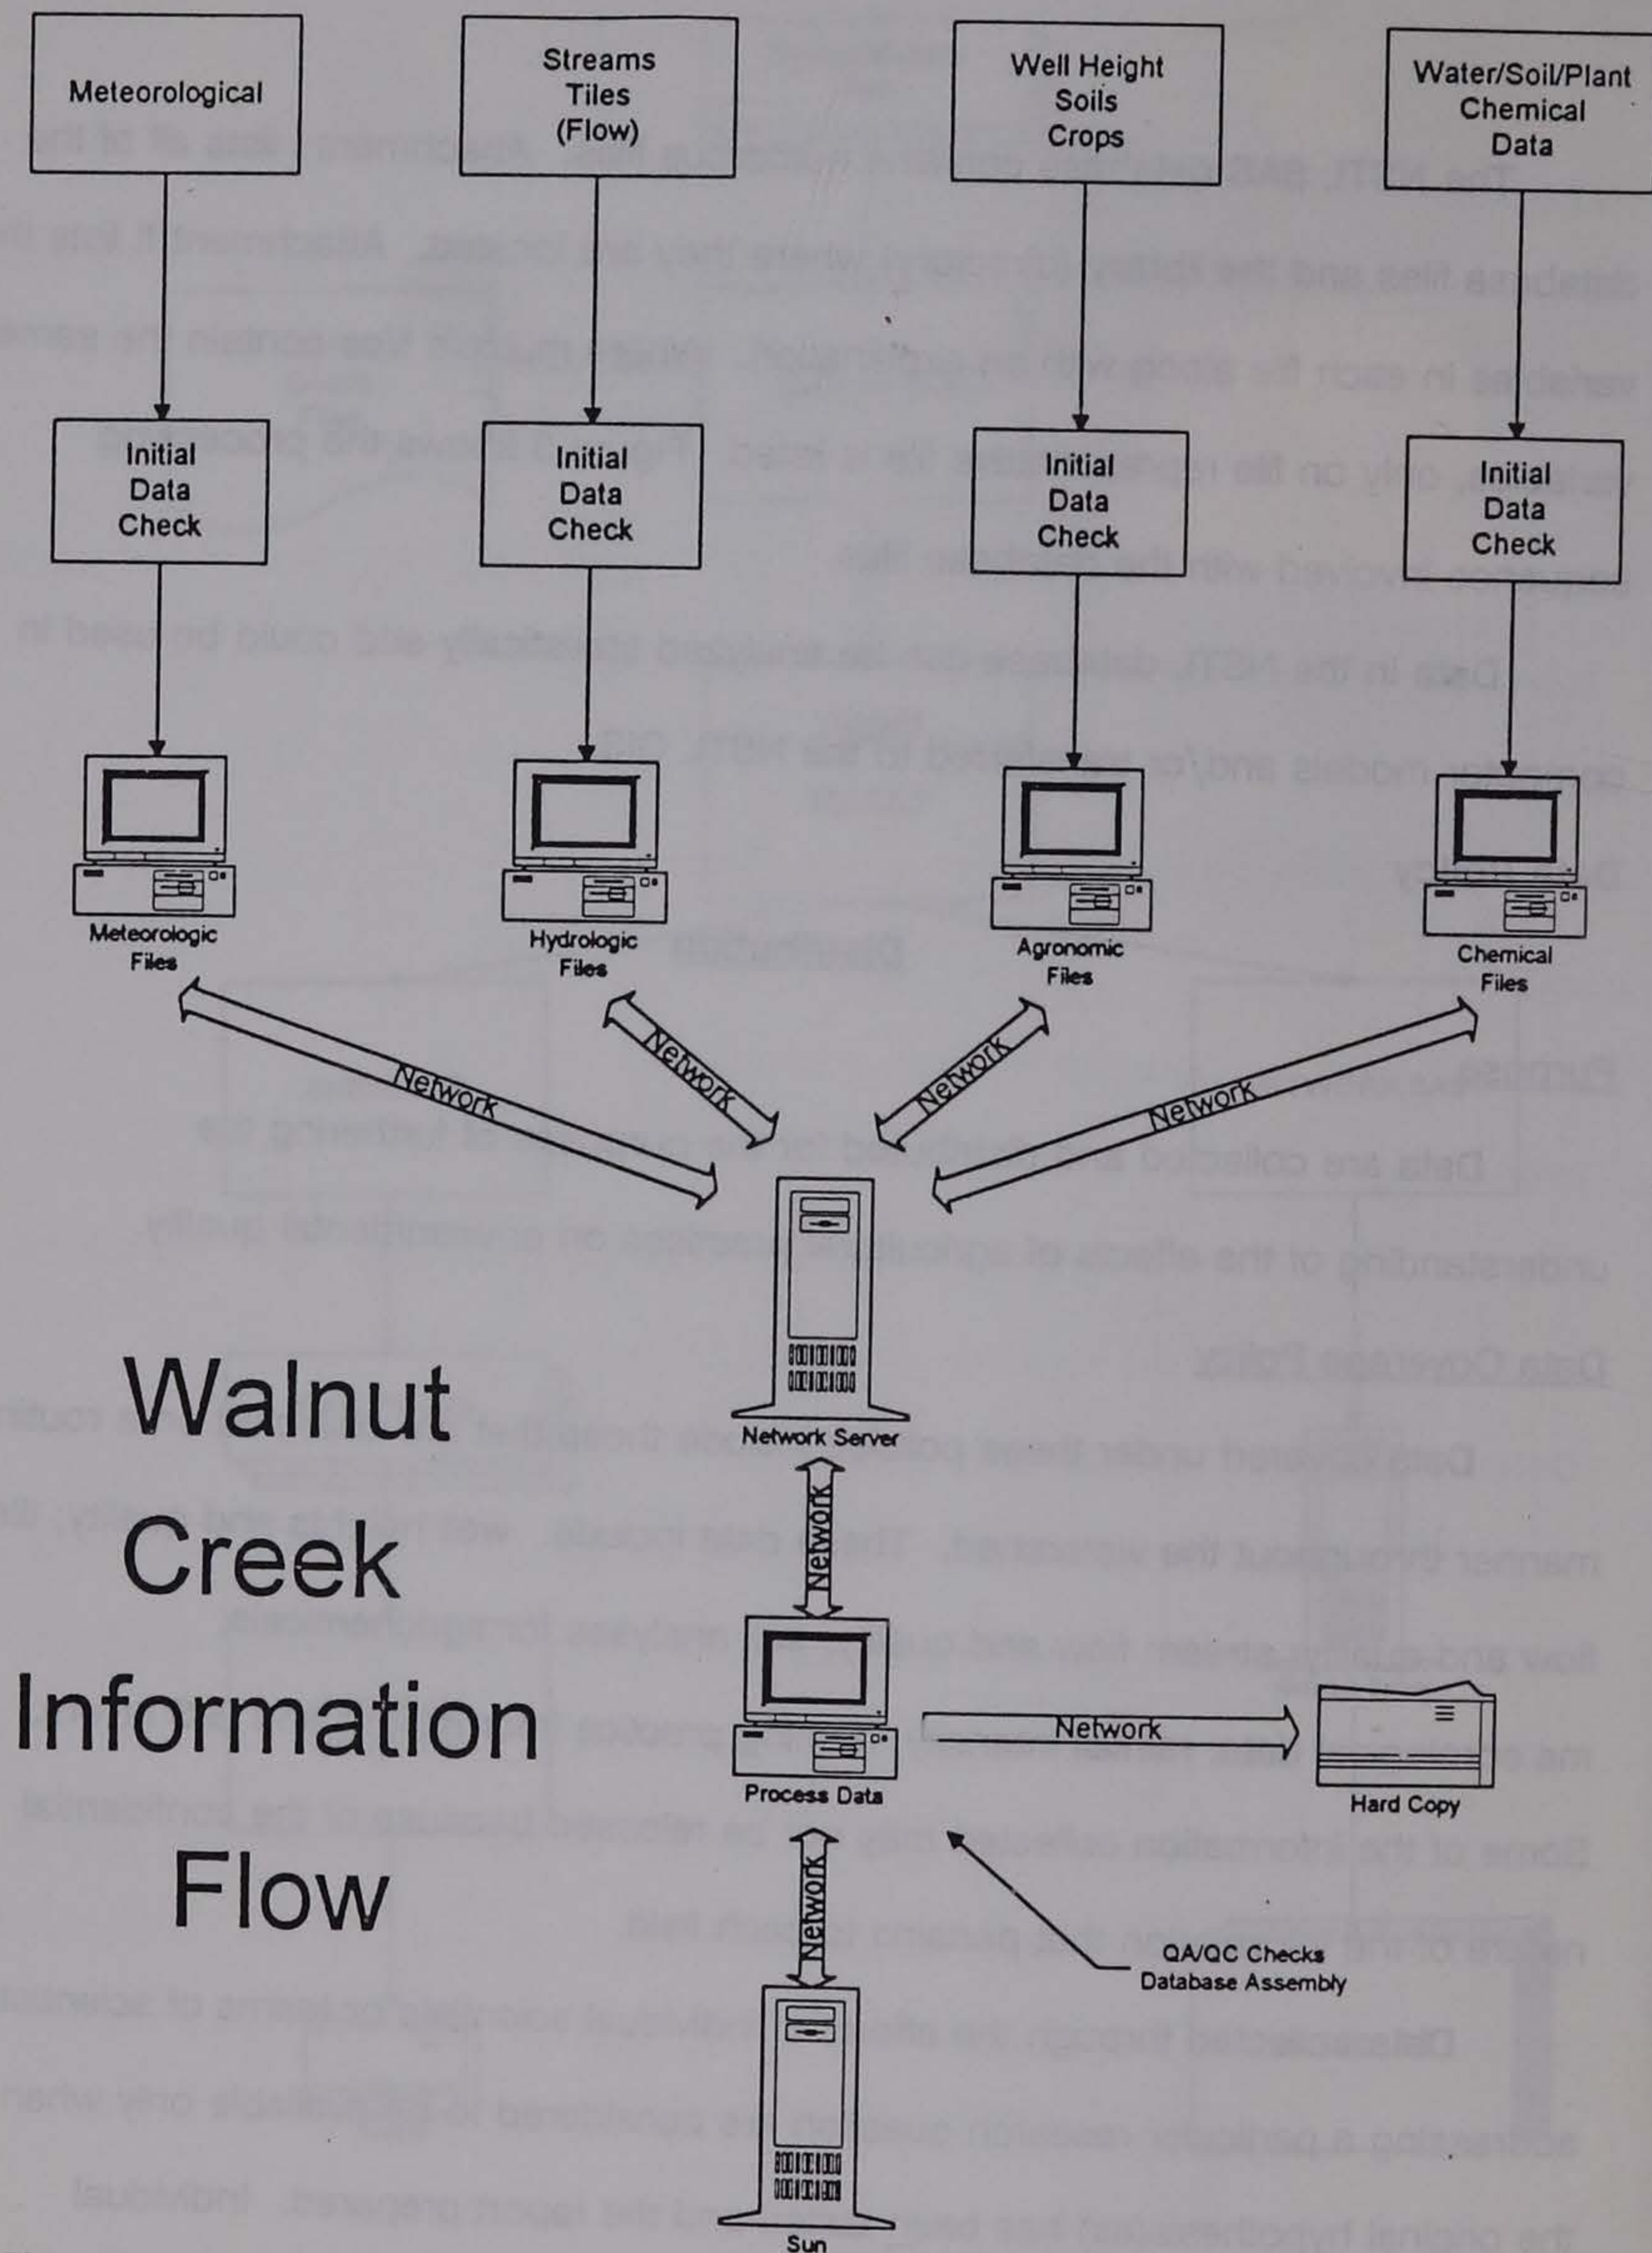 Meteorological
Streams
Tiles
(Flow)
Well Height
Soils
Crops
Water/Soil/Plant
Chemical
Data
Initial
Data
Check
Initial
Data
Check
Initial
Data
Check
Initial
Data
Check
Meteorologic
Files
Hydrologic
Files
Agronomic
Files
Chemical
Files
Network
Network
Network
Network
Network Server
Network
Walnut
Creek
Information
Flow
Process Data
Network
Hard Copy
Network
QA/QC Checks
Database Assembly
Sun